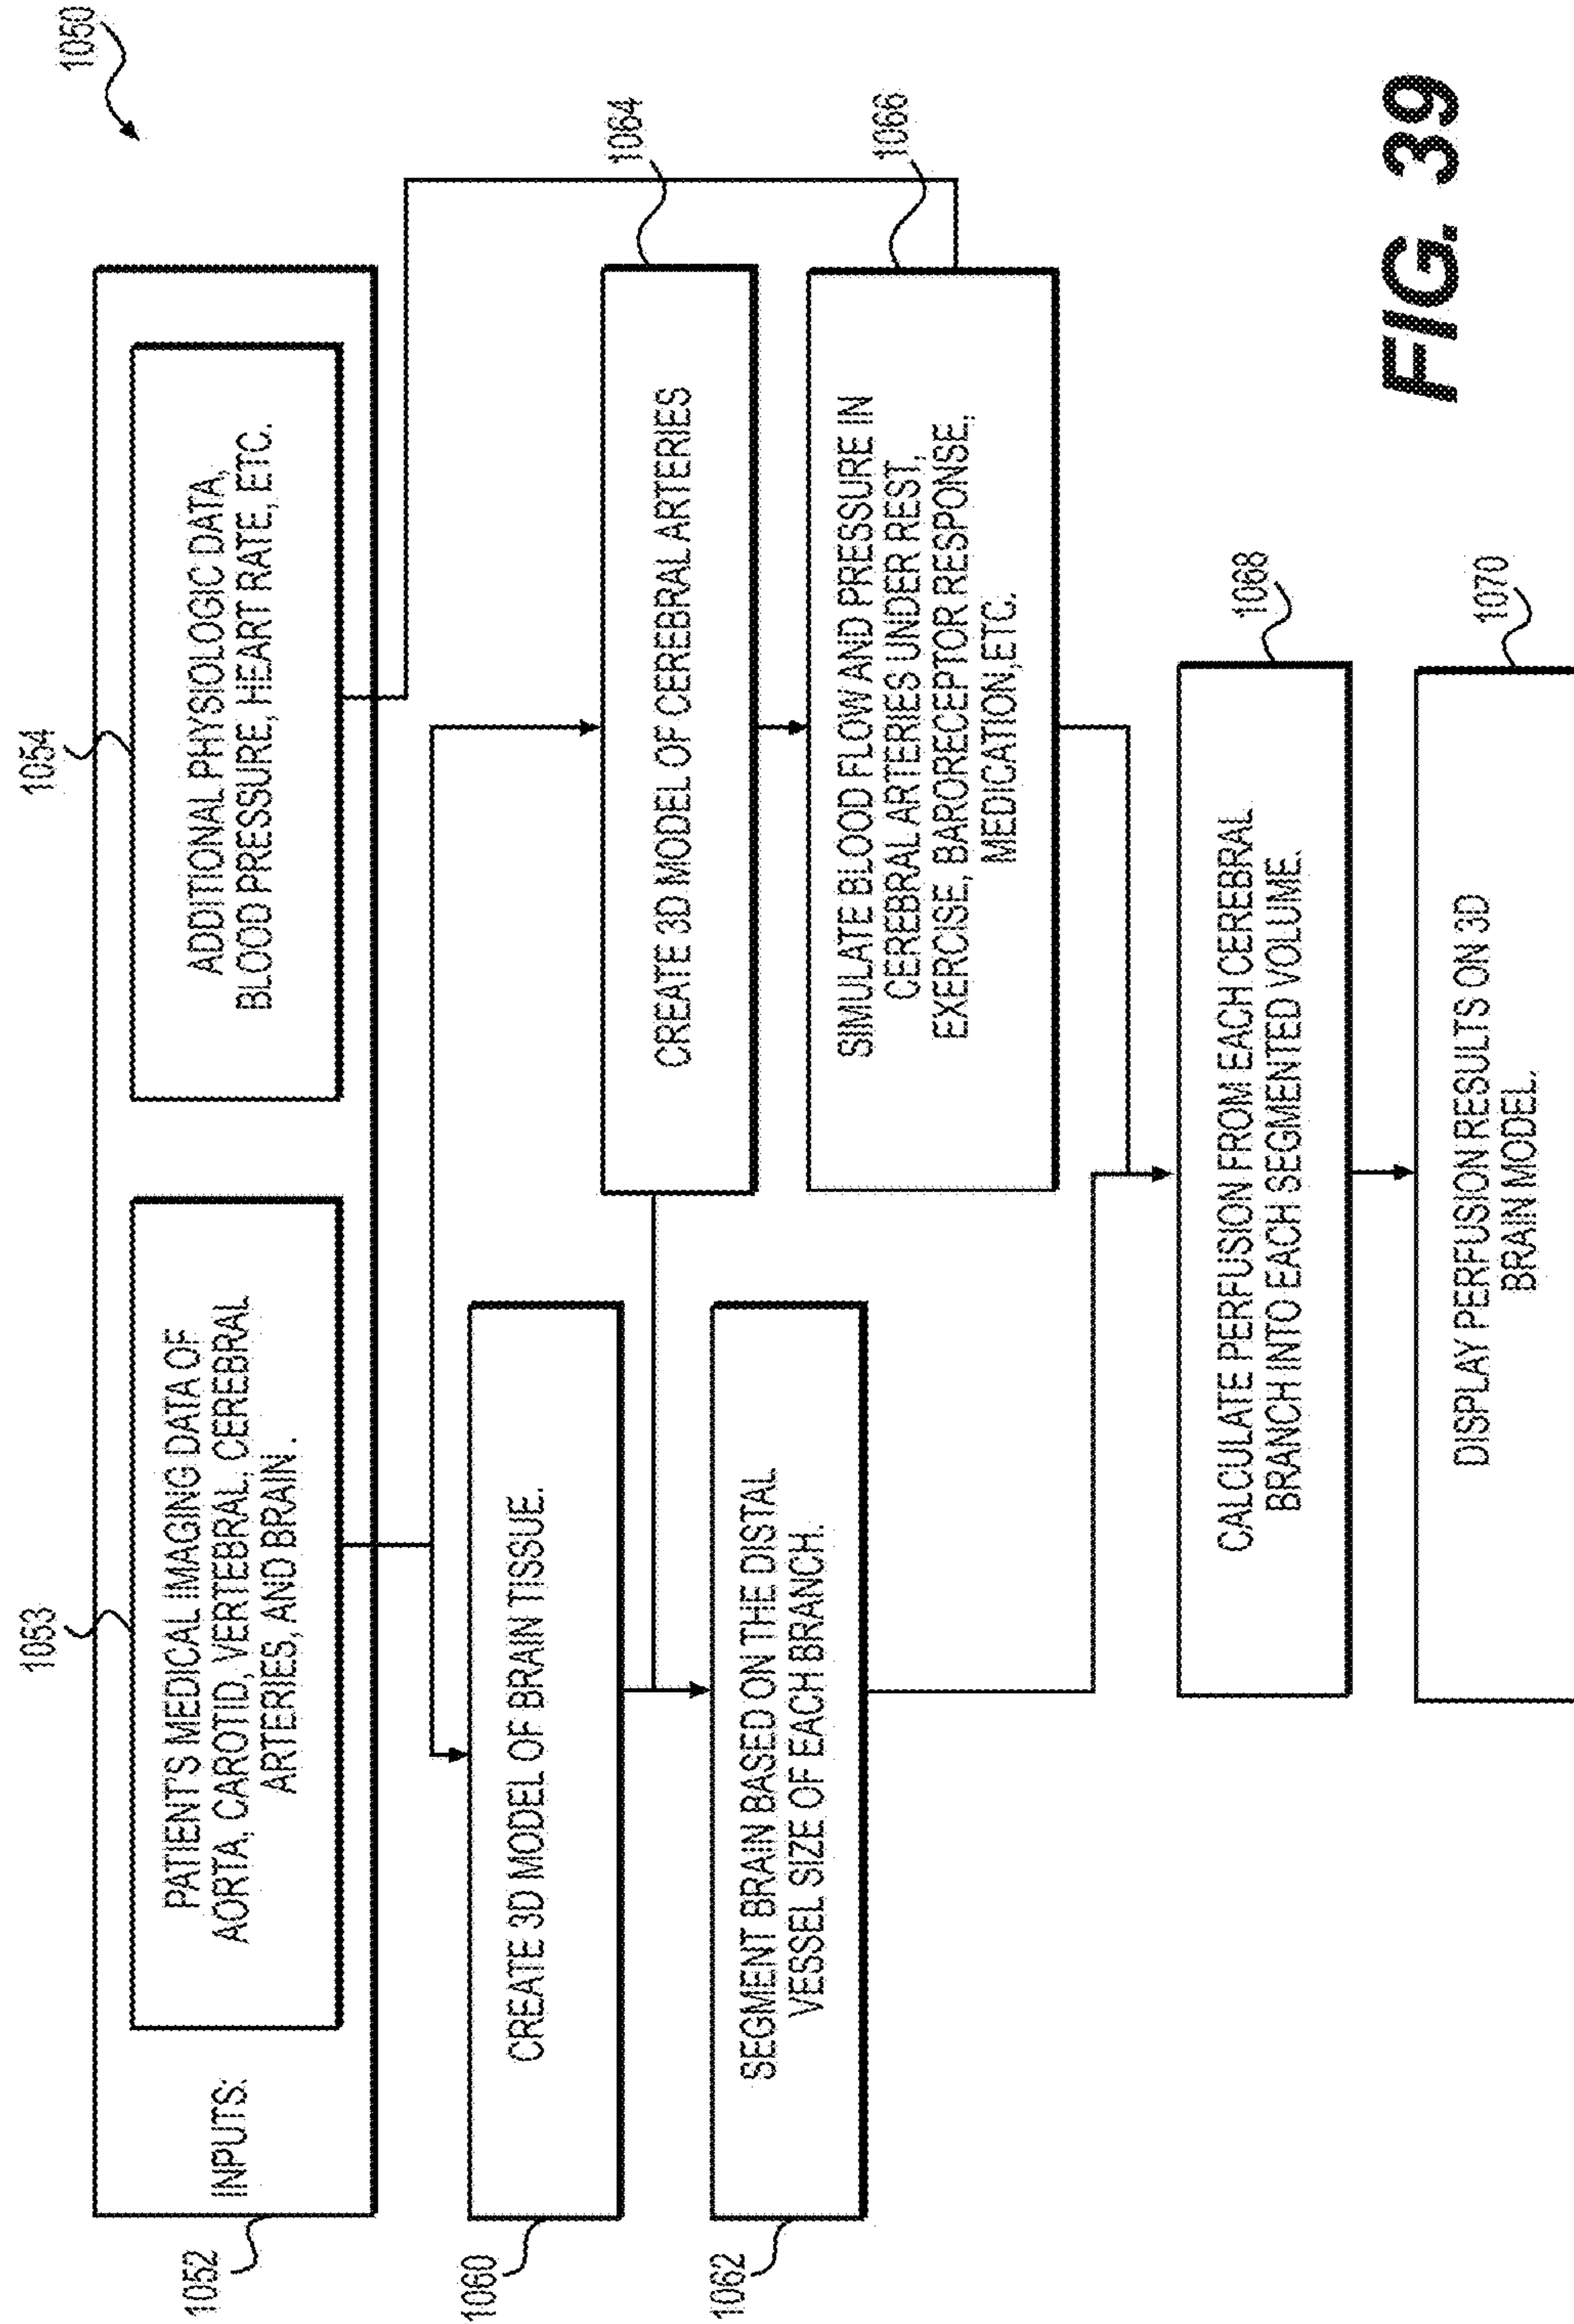 1050
1052
INPUTS:
1053
PATIENT'S MEDICAL IMAGING DATA OF
AORTA, CAROTID, VERTEBRAL, CEREBRAL
ARTERIES, AND BRAIN.
1054
ADDITIONAL PHYSIOLOGIC DATA,
BLOOD PRESSURE, HEART RATE, ETC.
1060
CREATE 3D MODEL OF BRAIN TISSUE.
1064
CREATE 3D MODEL OF CEREBRAL ARTERIES
1062
SEGMENT BRAIN BASED ON THE DISTAL
VESSEL SIZE OF EACH BRANCH.
1066
SIMULATE BLOOD FLOW AND PRESSURE IN
CEREBRAL ARTERIES UNDER REST,
EXERCISE, BARORECEPTOR RESPONSE,
MEDICATION,ETC.
1068
CALCULATE PERFUSION FROM EACH CEREBRAL
BRANCH INTO EACH SEGMENTED VOLUME.
1070
DISPLAY PERFUSION RESULTS ON 3D
BRAIN MODEL.
FIG. 39